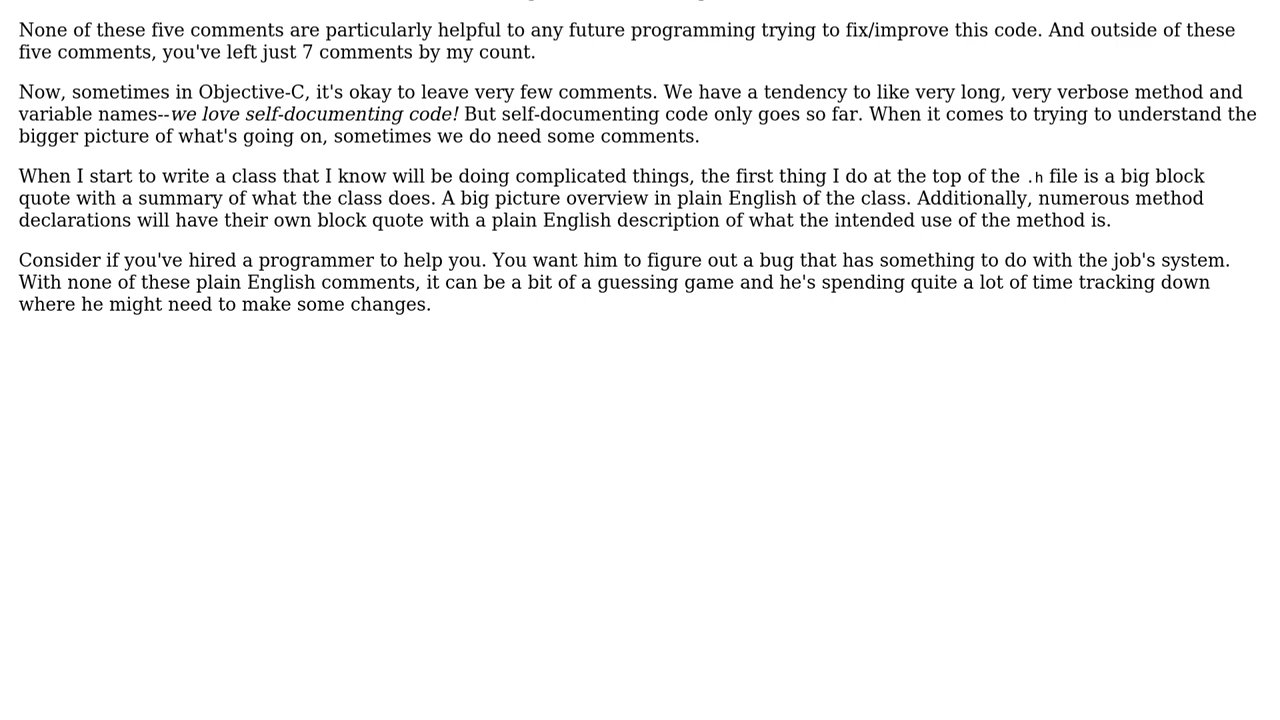 None of these five comments are particularly helpful to any future programming trying to fix/improve this code. And outside of these
five comments, you've left just 7 comments by my count.
Now, sometimes in Objective-C, it's okay to leave very few comments. We have a tendency to like very long, very verbose method and
variable names--we love self-documenting code! But self-documenting code only goes so far. When it comes to trying to understand the
bigger picture of what's going on, sometimes we do need some comments.
When I start to write a class that I know will be doing complicated things, the first thing I do at the top of the .h file is a big block
quote with a summary of what the class does. A big picture overview in plain English of the class. Additionally, numerous method
declarations will have their own block quote with a plain English description of what the intended use of the method is.
Consider if you've hired a programmer to help you. You want him to figure out a bug that has something to do with the job's system.
With none of these plain English comments, it can be a bit of a guessing game and he's spending quite a lot of time tracking down
where he might need to make some changes.